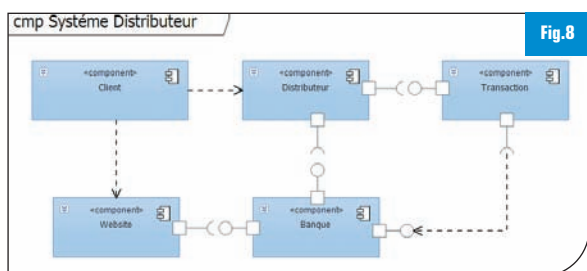 cmp Systéme Distributeur
Fig.8
«component»
Client
«component»
Distributeur
«component»
Transaction
«component»
Website
«component»
Banque